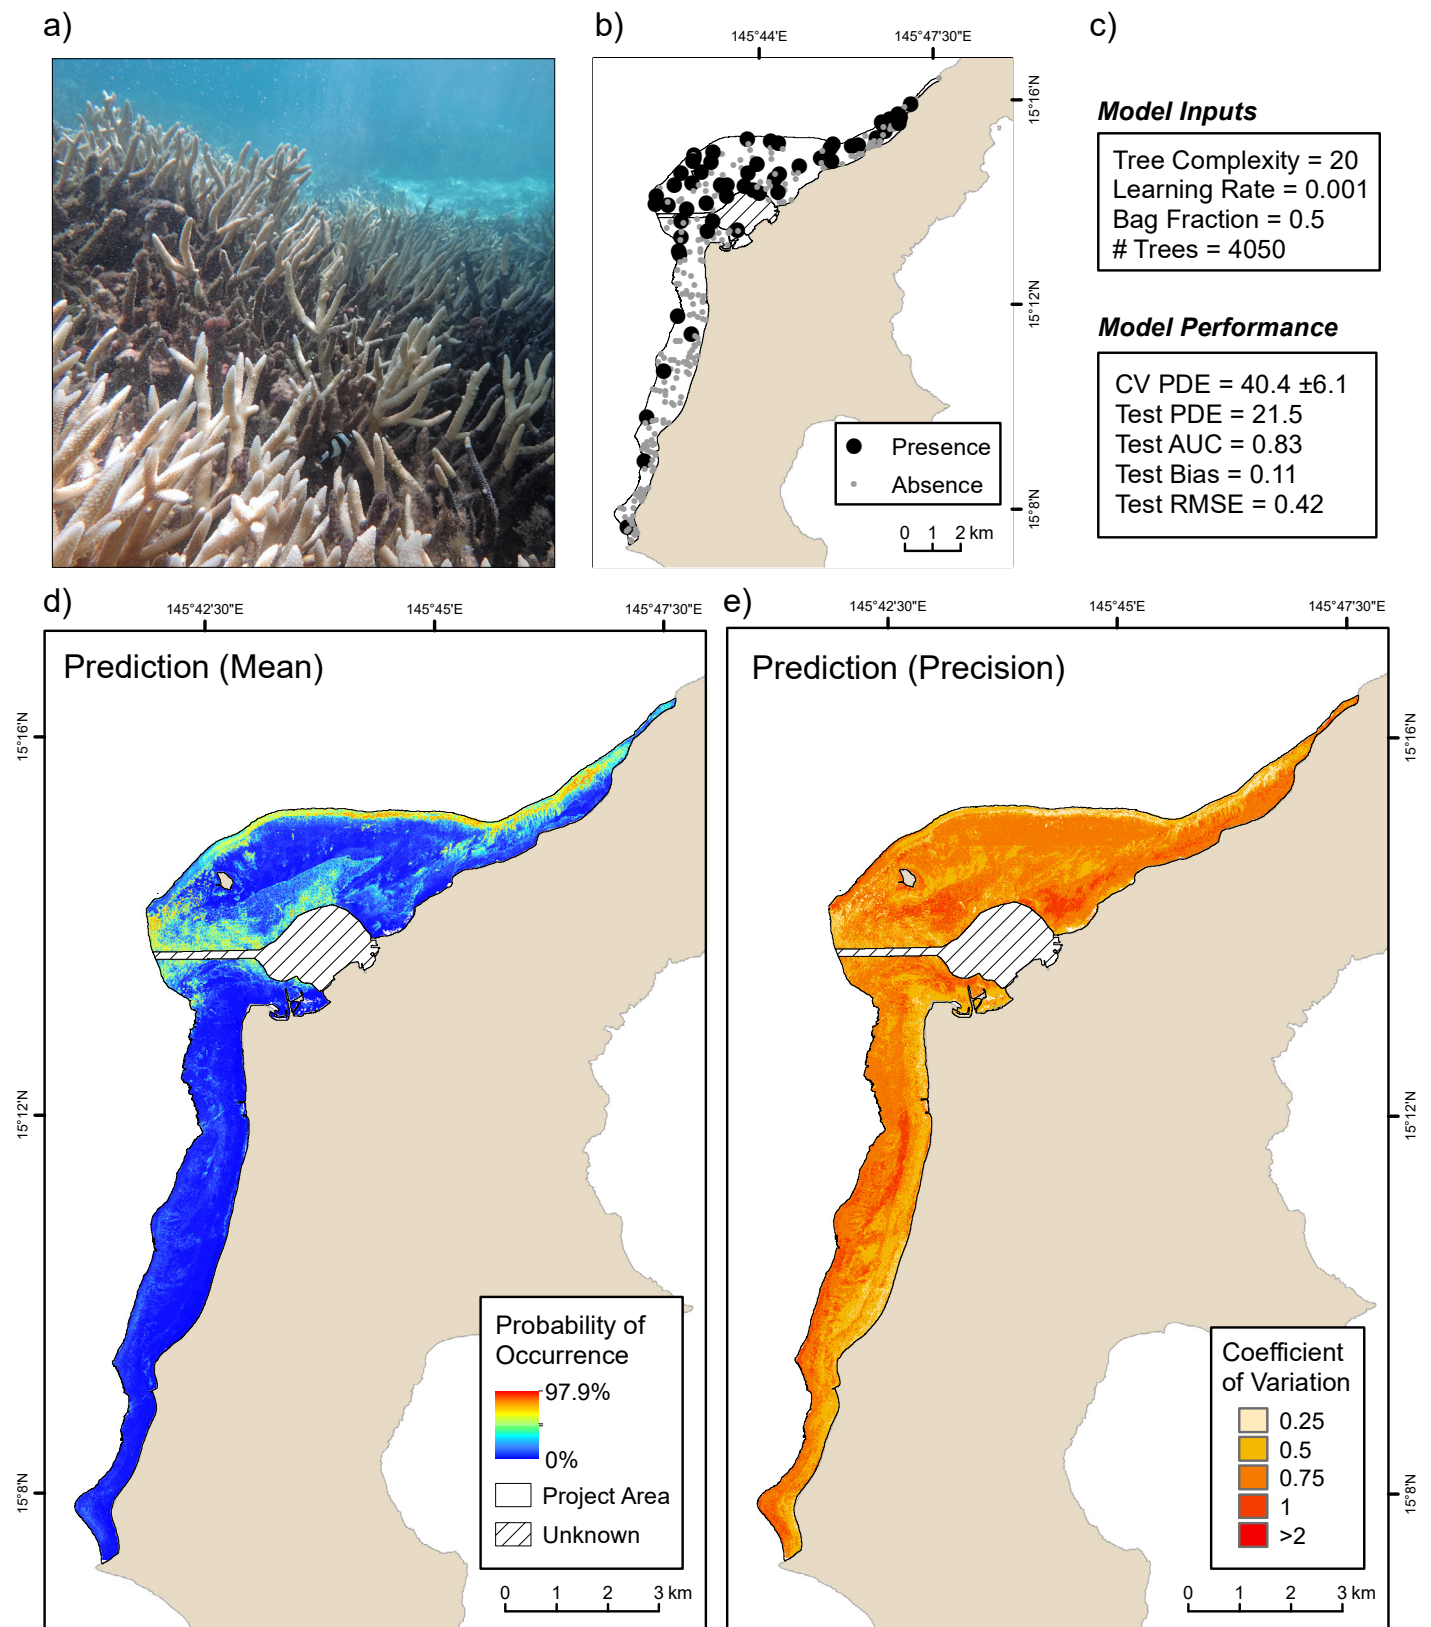 a)
b)
145°44'E
145°47'30"E
15°16'N
15°12'N
15°8'N
Presence
Absence
0 1 2 km
c)
Model Inputs
Tree Complexity = 20
Learning Rate = 0.001
Bag Fraction = 0.5
# Trees = 4050
Model Performance
CV PDE = 40.4 ±6.1
Test PDE = 21.5
Test AUC = 0.83
Test Bias = 0.11
Test RMSE = 0.42
d)
145°42'30"E
145°45'E
145°47'30"E
Prediction (Mean)
15°16'N
15°12'N
15°8'N
Probability of
Occurrence
97.9%
0%
Project Area
Unknown
0 1 2 3 km
e)
145°42'30"E
145°45'E
145°47'30"E
Prediction (Precision)
15°16'N
15°12'N
15°8'N
Coefficient
of Variation
0.25
0.5
0.75
1
>2
0 1 2 3 km